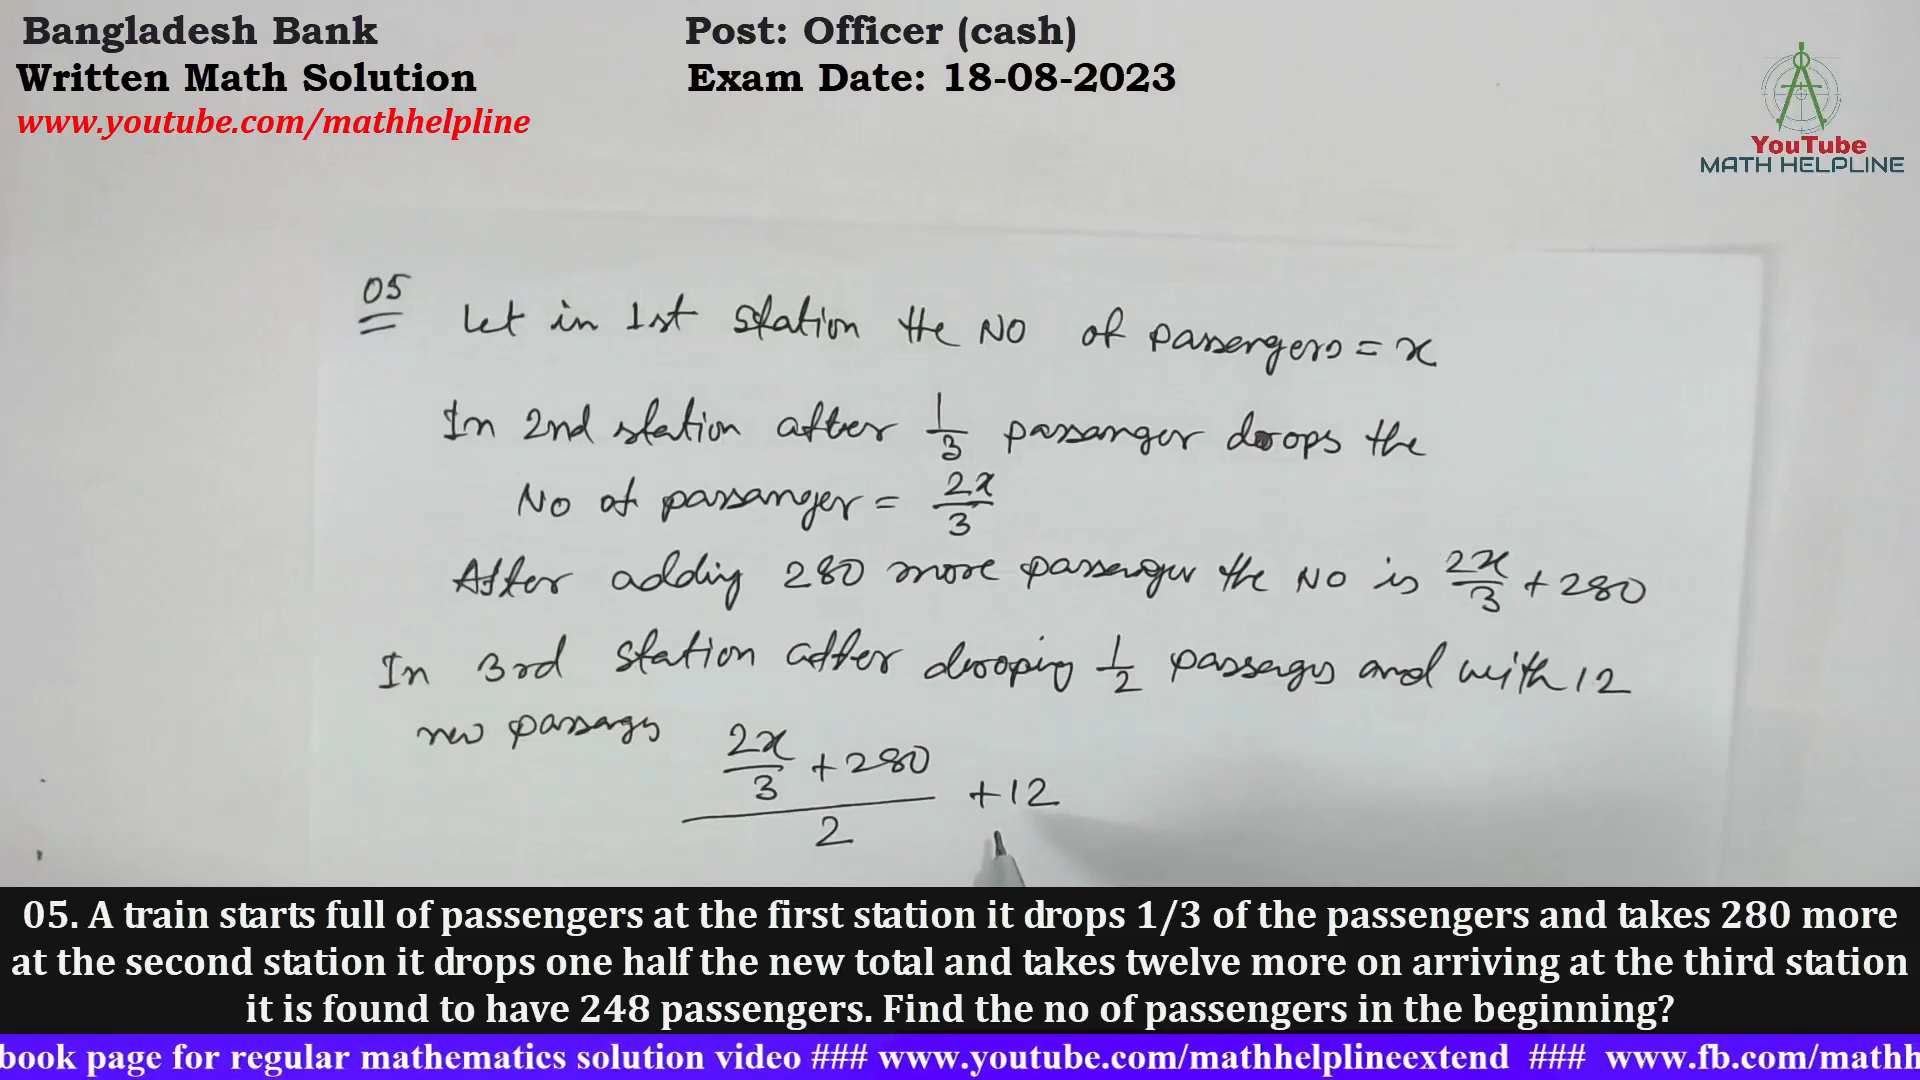 Bangladesh Bank
Post: Officer (cash)
Written Math Solution
Exam Date: 18-08-2023
www.youtube.com/mathhelpline
YouTube
MATH HELPLINE
05
Let in 1st station the NO of passengers = x
In 2nd station after 1/3 passanger drops the
No of passanger = 2x/3
After adding 280 more passenger the NO is 2x/3 + 280
In 3rd station after drooping 1/2 passengs and with 12
new passangs
(2x/3 + 280)/2 + 12
05. A train starts full of passengers at the first station it drops 1/3 of the passengers and takes 280 more
at the second station it drops one half the new total and takes twelve more on arriving at the third station
it is found to have 248 passengers. Find the no of passengers in the beginning?
book page for regular mathematics solution video ### www.youtube.com/mathhelplineextend ### www.fb.com/mathh